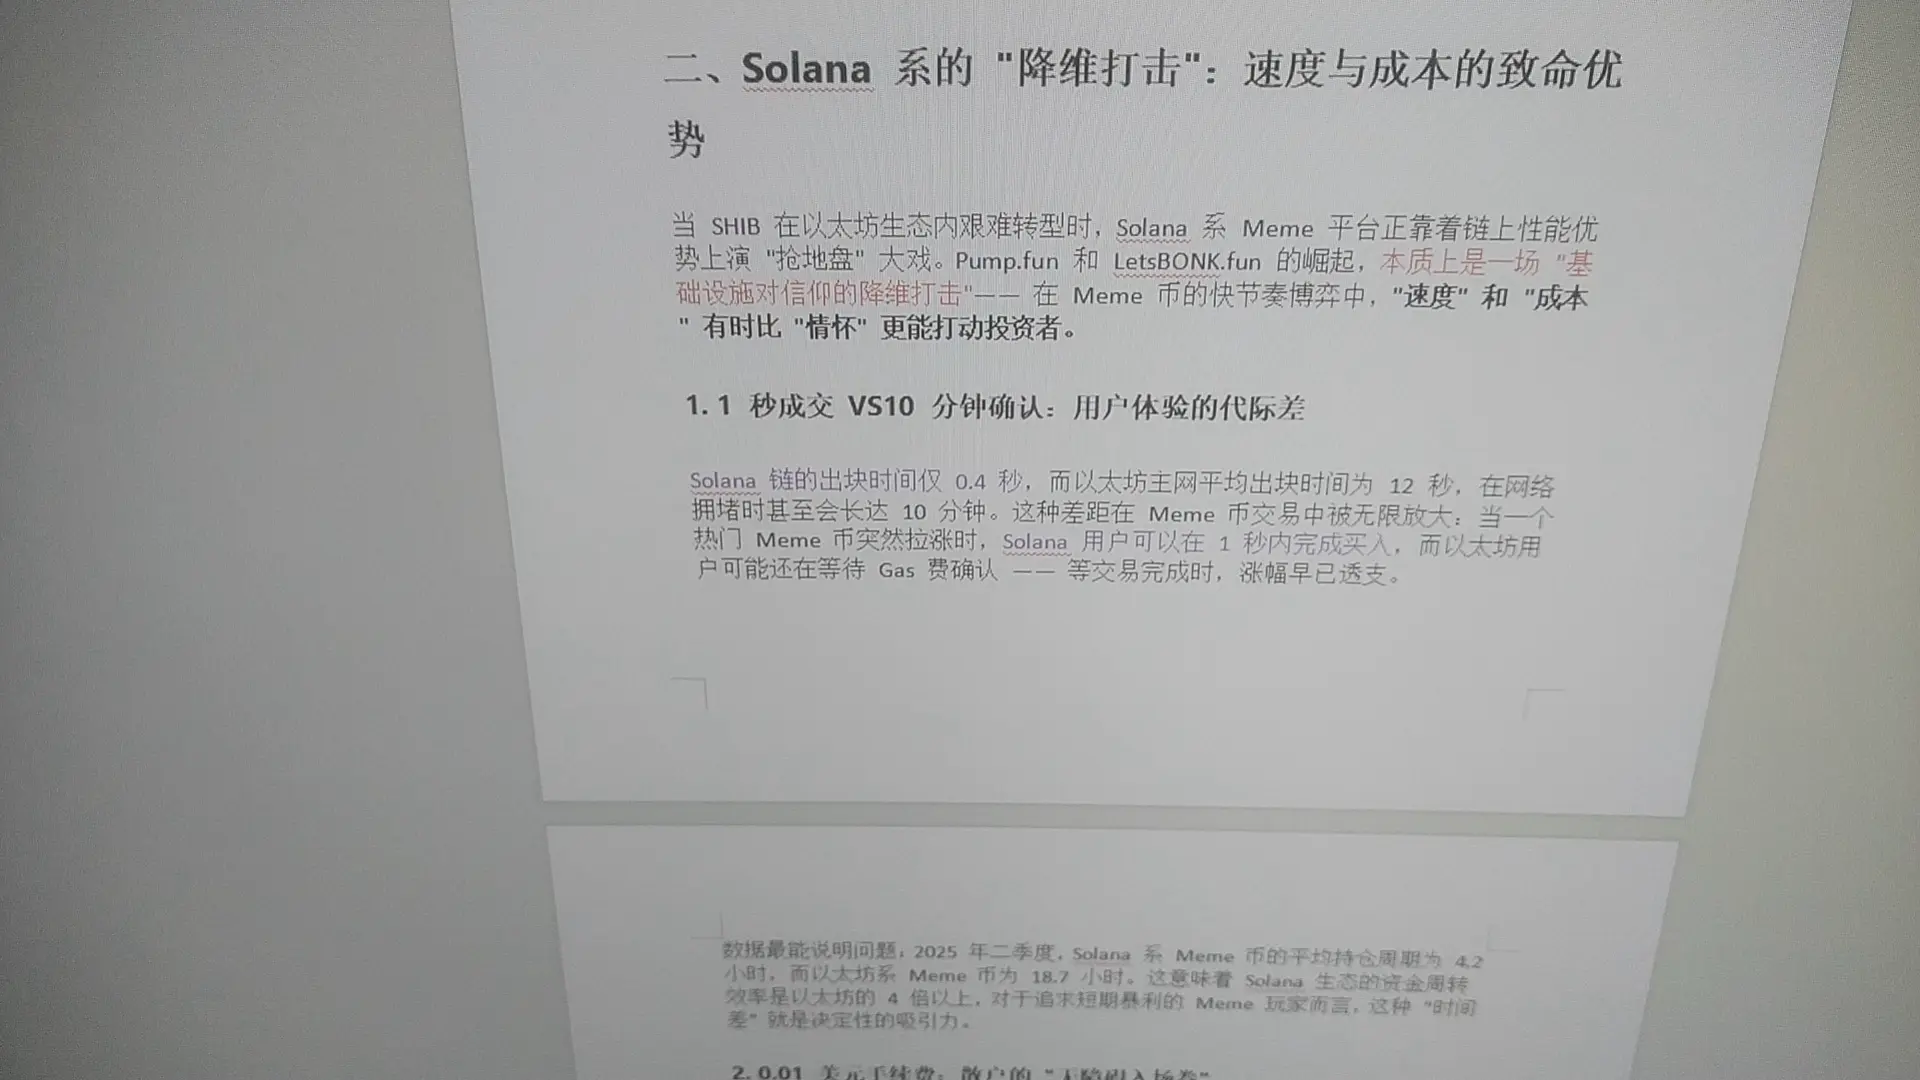 二、Solana 系的 "降维打击"：速度与成本的致命优
势
当 SHIB 在以太坊生态内艰难转型时，Solana 系 Meme 平台正靠着链上性能优
势上演 "抢地盘" 大戏。Pump.fun 和 LetsBONK.fun 的崛起，本质上是一场 "基
础设施对信仰的降维打击"—— 在 Meme 币的快节奏博弈中，"速度" 和 "成本
" 有时比 "情怀" 更能打动投资者。
1. 1 秒成交 VS10 分钟确认：用户体验的代际差
Solana 链的出块时间仅 0.4 秒，而以太坊主网平均出块时间为 12 秒，在网络
拥堵时甚至会长达 10 分钟。这种差距在 Meme 币交易中被无限放大：当一个
热门 Meme 币突然拉涨时，Solana 用户可以在 1 秒内完成买入，而以太坊用
户可能还在等待 Gas 费确认 —— 等交易完成时，涨幅早已透支。
数据最能说明问题，2025 年二季度，Solana 系 Meme 币的平均持仓周期为 4.2
小时，而以太坊系 Meme 币为 18.7 小时。这意味着 Solana 生态的资金周转
效率是以太坊的 4 倍以上，对于追求短期暴利的 Meme 玩家而言，这种 "时间
差" 就是决定性的吸引力。
2. 0.01 美元手续费：散户的 "无障碍入场券"